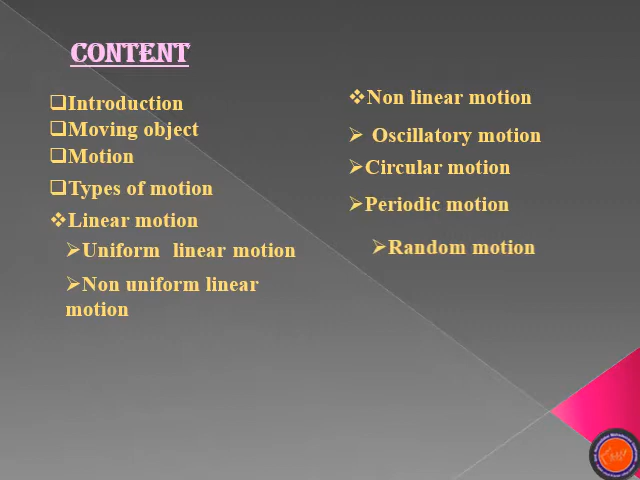 CONTENT
❑Introduction
❑Moving object
❑Motion
❑Types of motion
❖Linear motion
➢Uniform linear motion
➢Non uniform linear
motion
❖Non linear motion
➢ Oscillatory motion
➢Circular motion
➢Periodic motion
➢Random motion